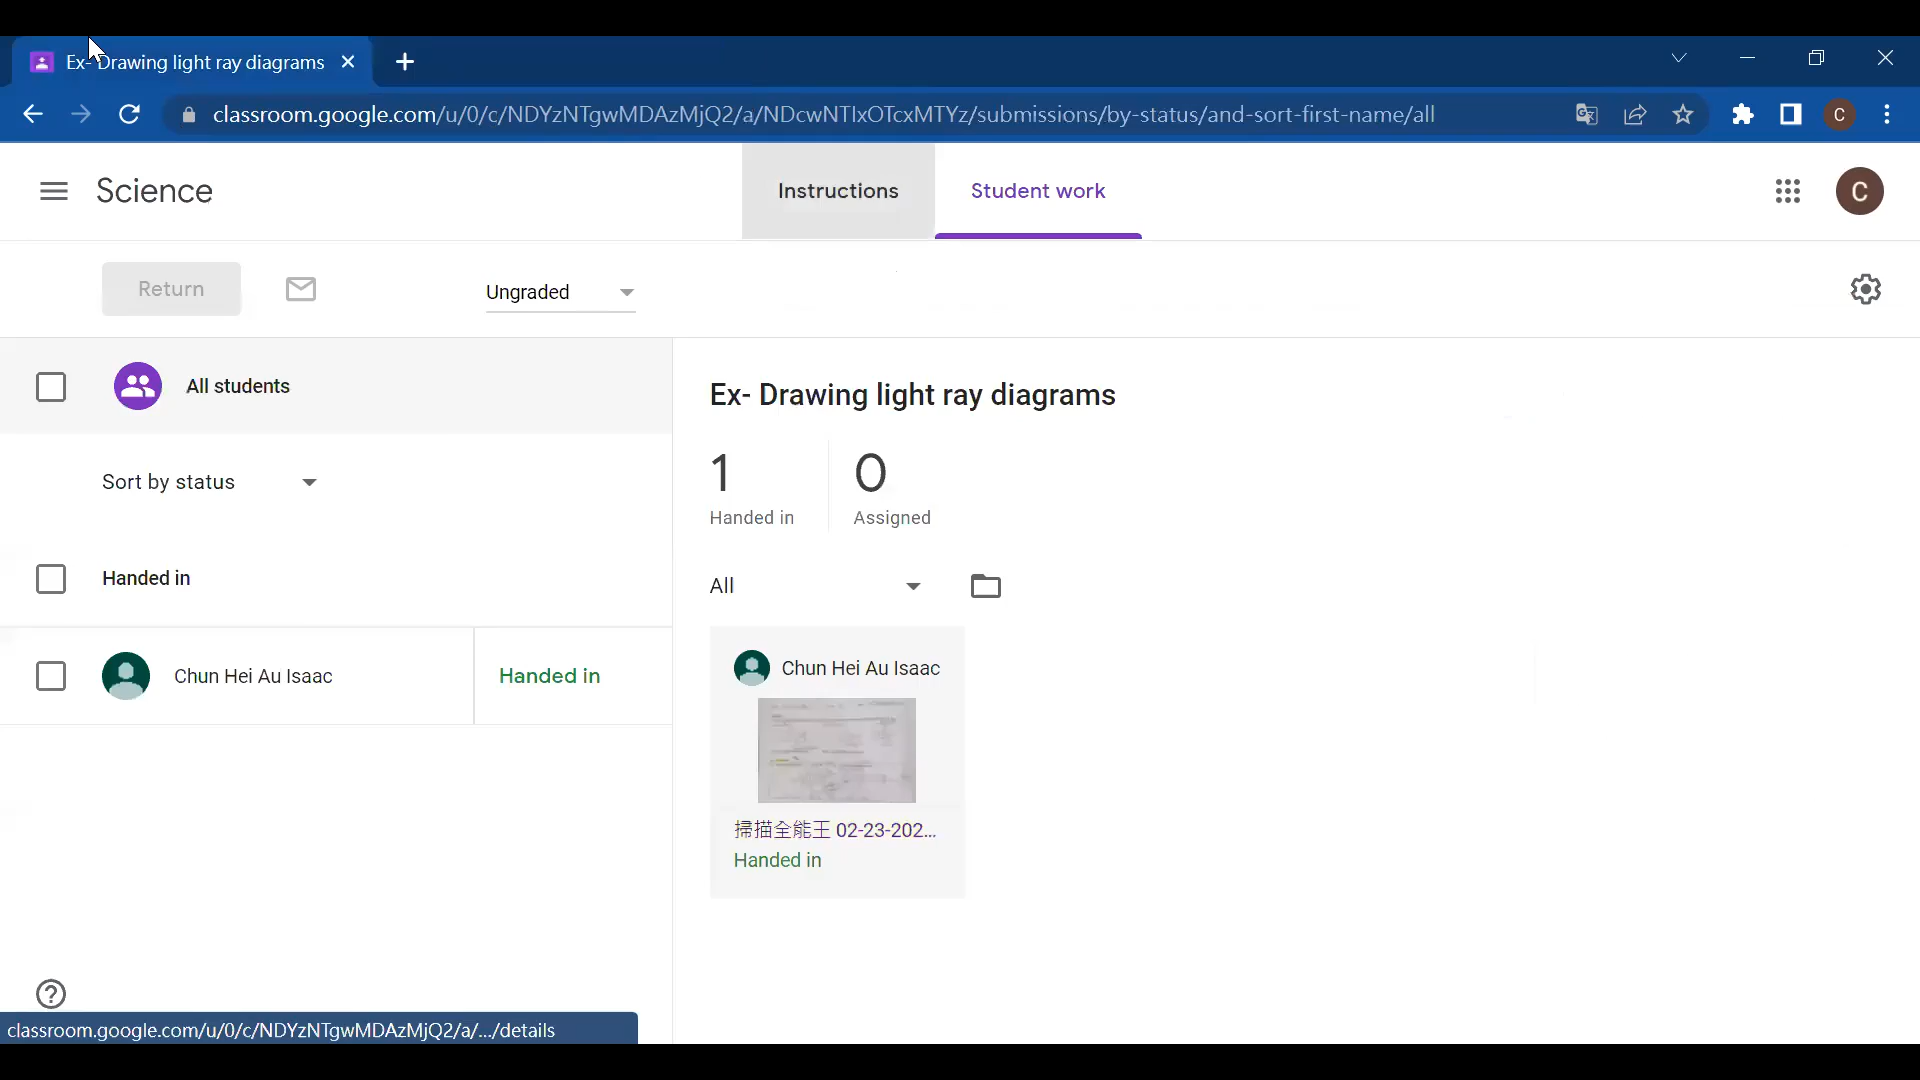 Ex- Drawing light ray diagrams
classroom.google.com/u/0/c/NDYzNTgwMDAzMjQ2/a/NDcwNTIxOTcxMTYz/submissions/by-status/and-sort-first-name/all
C
Science
Instructions
Student work
C
Return
Ungraded
All students
Ex- Drawing light ray diagrams
1
Handed in
0
Assigned
Sort by status
All
Handed in
Chun Hei Au Isaac
Handed in
Chun Hei Au Isaac
掃描全能王 02-23-202...
Handed in
classroom.google.com/u/0/c/NDYzNTgwMDAzMjQ2/a/.../details